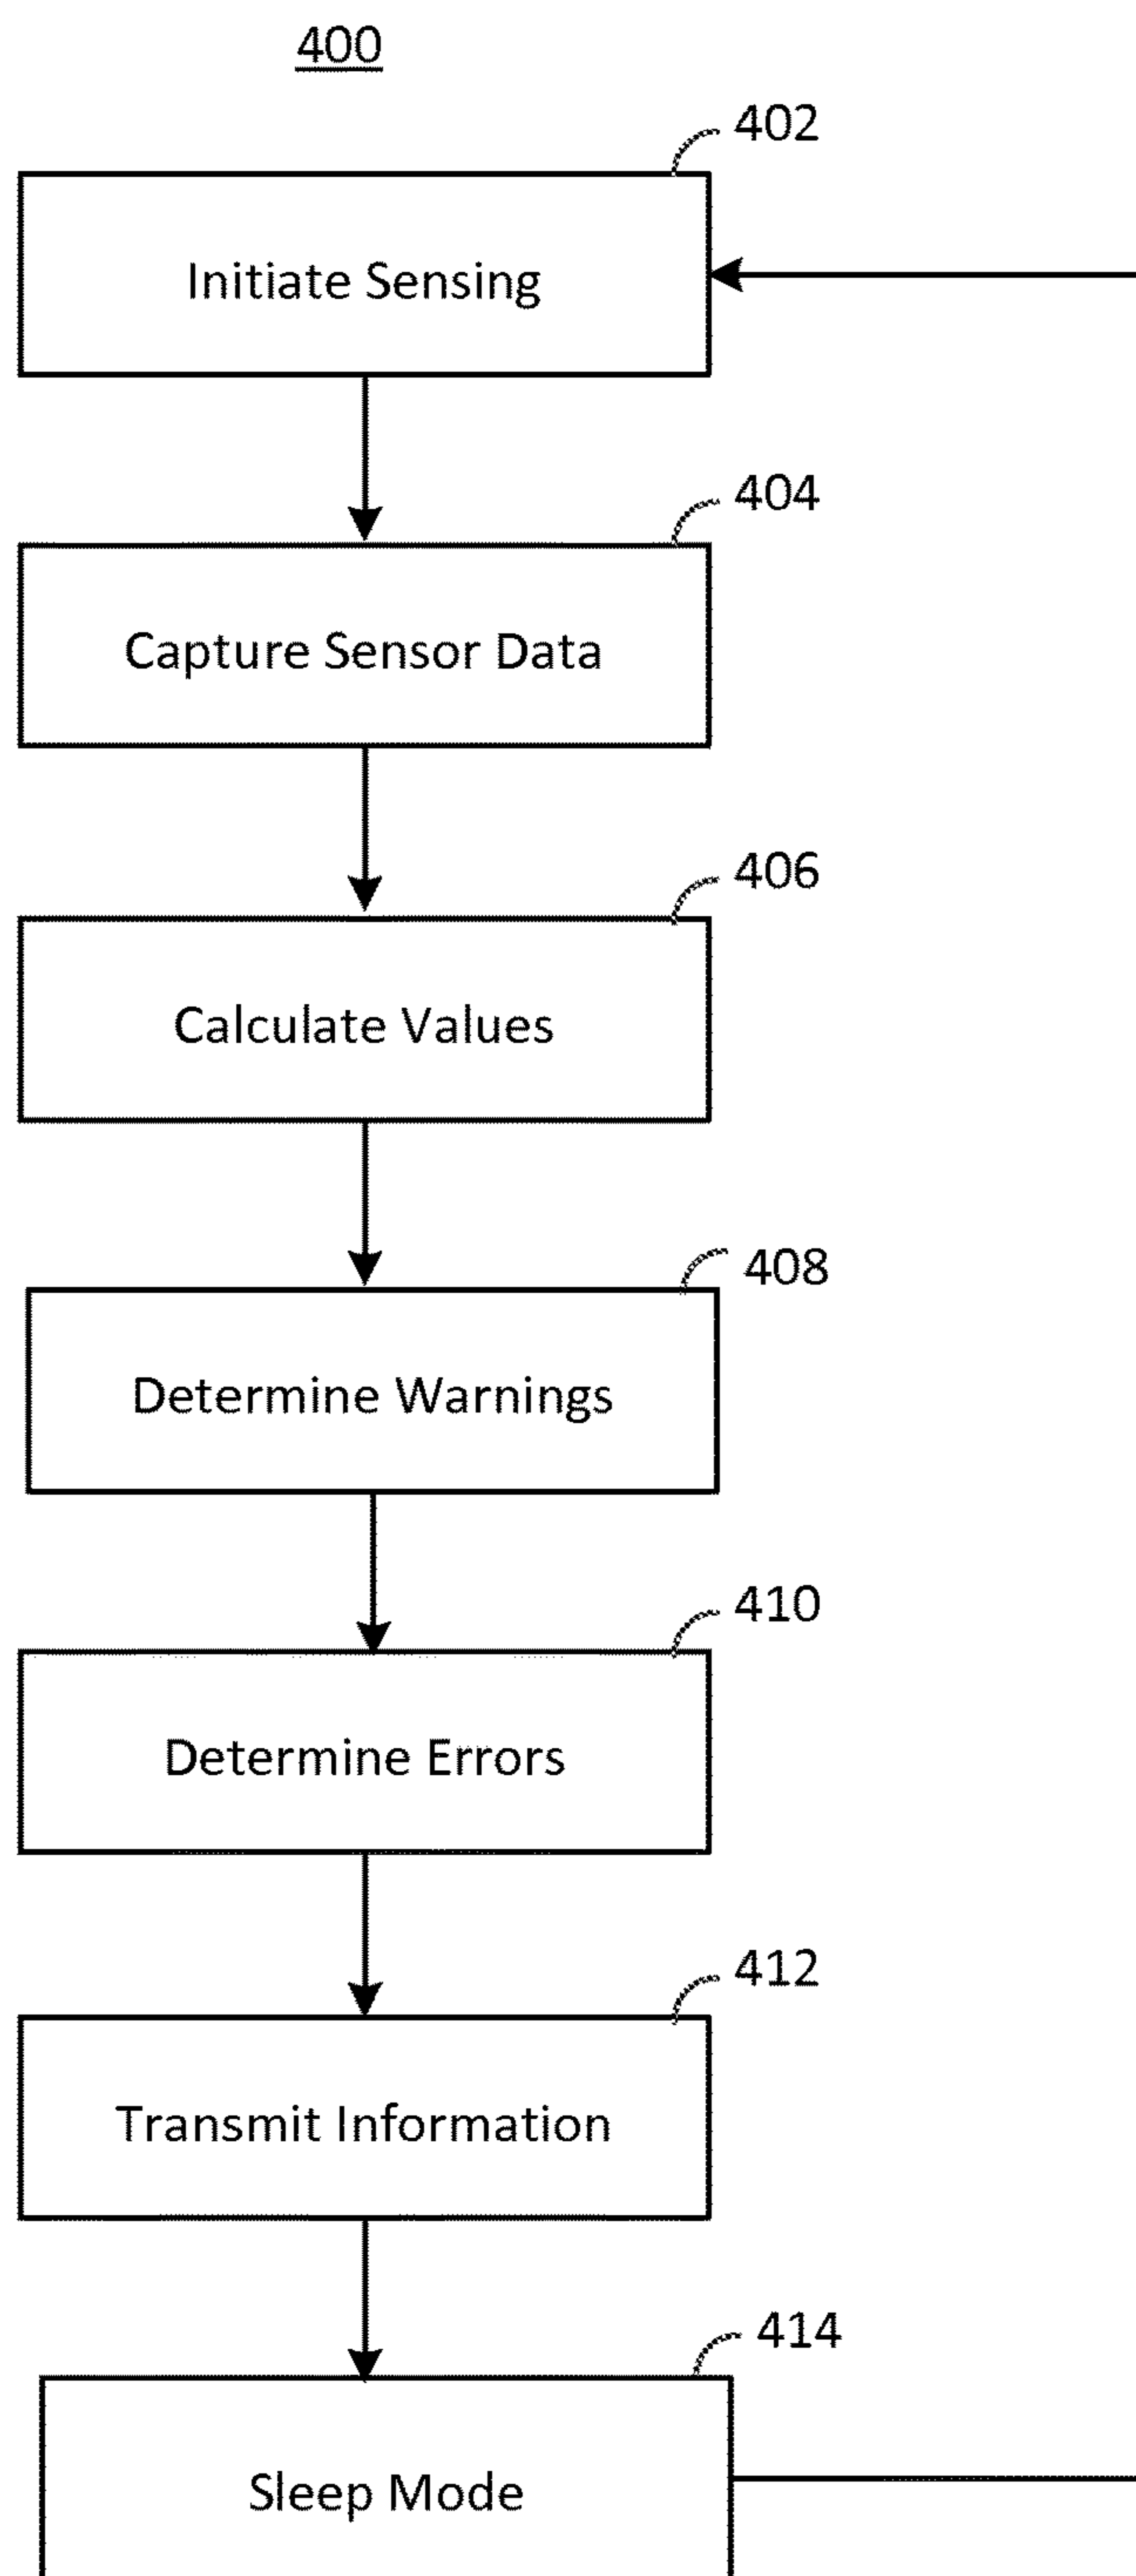 400
402
Initiate Sensing
404
Capture Sensor Data
406
Calculate Values
408
Determine Warnings
410
Determine Errors
412
Transmit Information
414
Sleep Mode